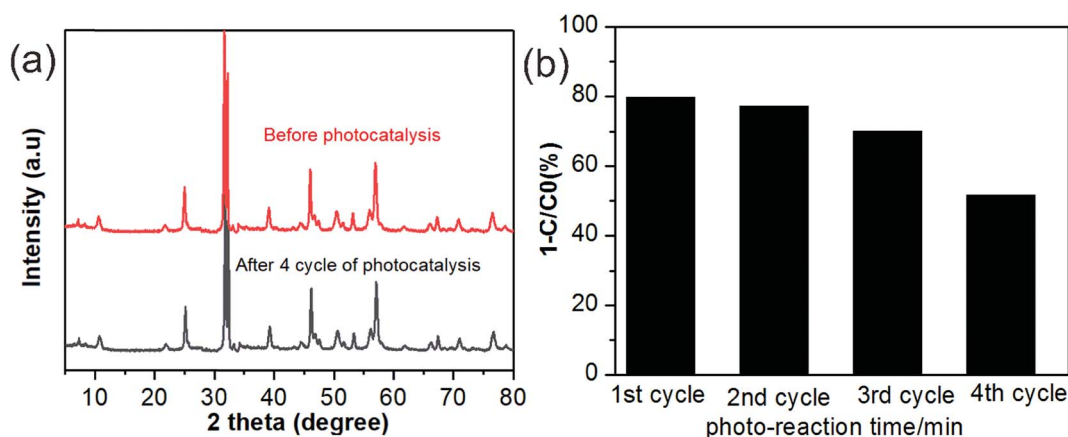 (a)
Intensity (a.u)
Before photocatalysis
After 4 cycle of photocatalysis
10 20 30 40 50 60 70 80
2 theta (degree)
(b)
1-C/C0(%)
100
80
60
40
20
0
1st cycle 2nd cycle 3rd cycle 4th cycle
photo-reaction time/min